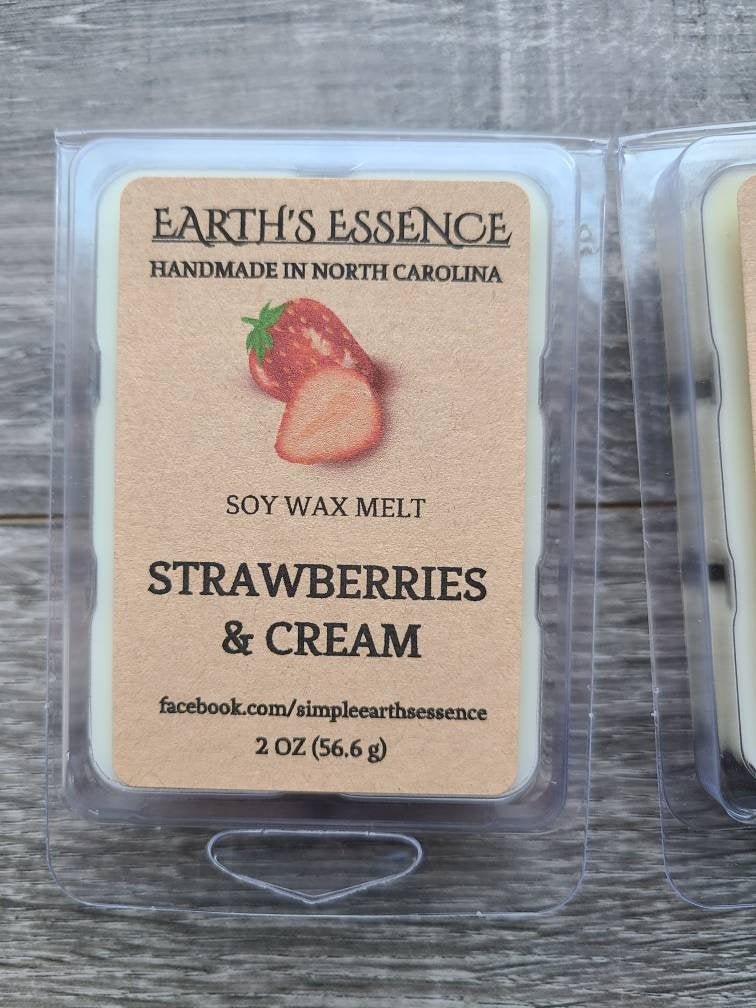 EARTH'S ESSENCE
HANDMADE IN NORTH CAROLINA
SOY WAX MELT
STRAWBERRIES
& CREAM
facebook.com/simpleearthsessence
2 OZ (56.6 g)